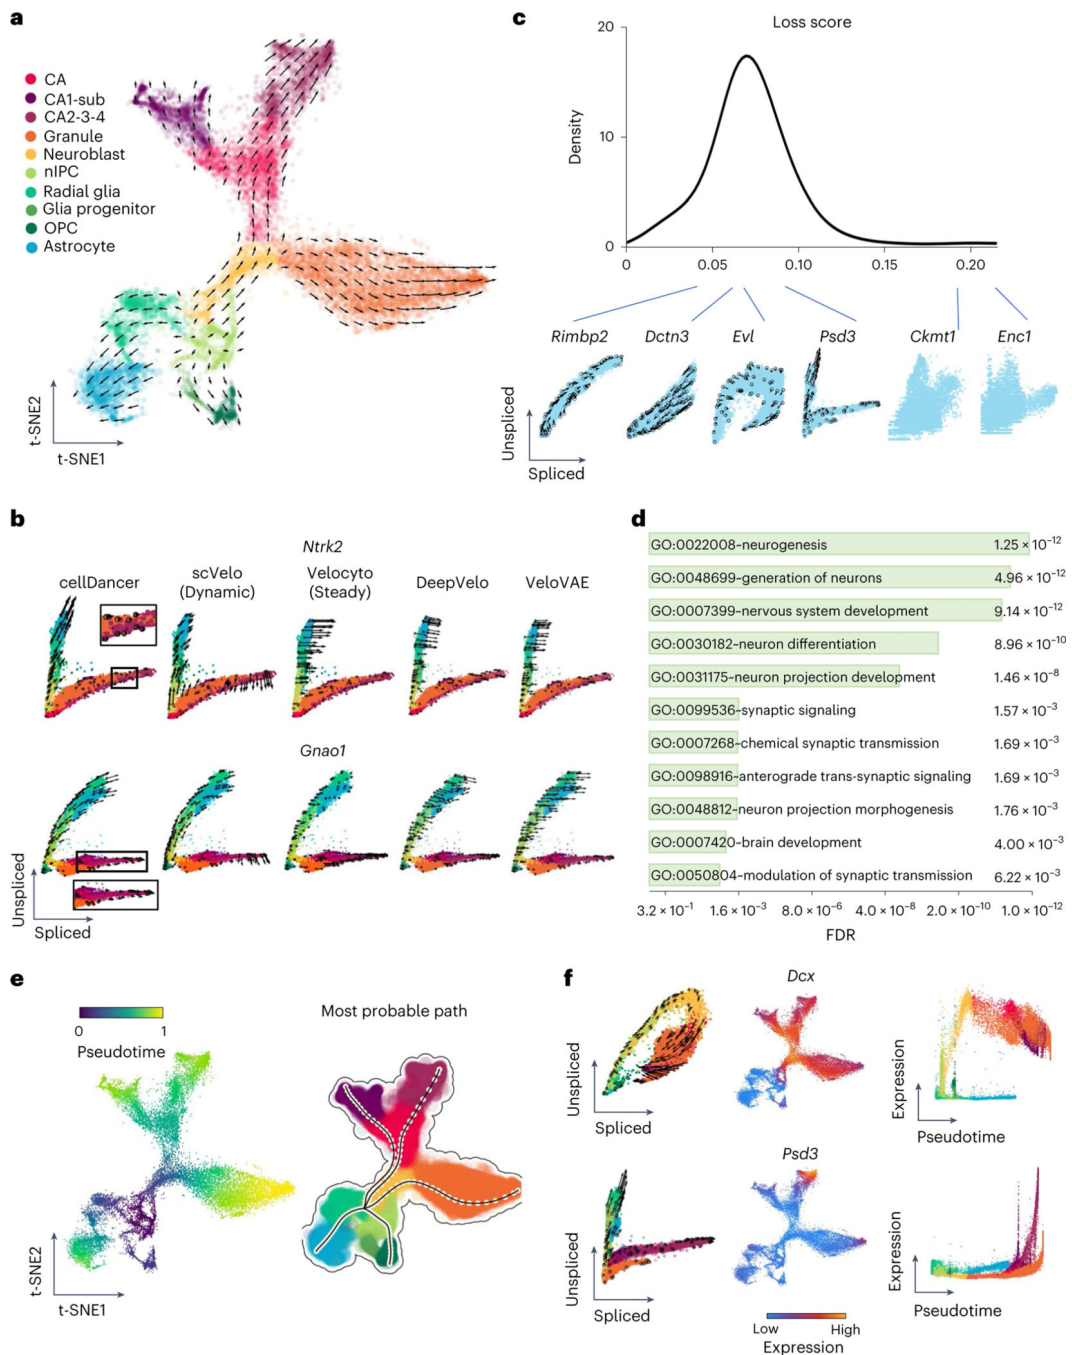 a
CA
CA1-sub
CA2-3-4
Granule
Neuroblast
nIPC
Radial glia
Glia progenitor
OPC
Astrocyte
t-SNE2
t-SNE1
c
Loss score
20
10
0
Density
0 0.05 0.10 0.15 0.20
Rimbp2 Dctn3 Evl Psd3 Ckmt1 Enc1
Unspliced
Spliced
b
Ntrk2
cellDancer
scVelo
(Dynamic)
Velocyto
(Steady)
DeepVelo
VeloVAE
Gnao1
Unspliced
Spliced
d
GO:0022008~neurogenesis 1.25 × 10⁻¹²
GO:0048699~generation of neurons 4.96 × 10⁻¹²
GO:0007399~nervous system development 9.14 × 10⁻¹²
GO:0030182~neuron differentiation 8.96 × 10⁻¹⁰
GO:0031175~neuron projection development 1.46 × 10⁻⁸
GO:0099536~synaptic signaling 1.57 × 10⁻³
GO:0007268~chemical synaptic transmission 1.69 × 10⁻³
GO:0098916~anterograde trans-synaptic signaling 1.69 × 10⁻³
GO:0048812~neuron projection morphogenesis 1.76 × 10⁻³
GO:0007420~brain development 4.00 × 10⁻³
GO:0050804~modulation of synaptic transmission 6.22 × 10⁻³
3.2 × 10⁻¹ 1.6 × 10⁻³ 8.0 × 10⁻⁶ 4.0 × 10⁻⁸ 2.0 × 10⁻¹⁰ 1.0 × 10⁻¹²
FDR
e
0 1
Pseudotime
Most probable path
t-SNE2
t-SNE1
f
Dcx
Unspliced
Spliced
Expression
Pseudotime
Psd3
Unspliced
Spliced
Expression
Pseudotime
Low High
Expression